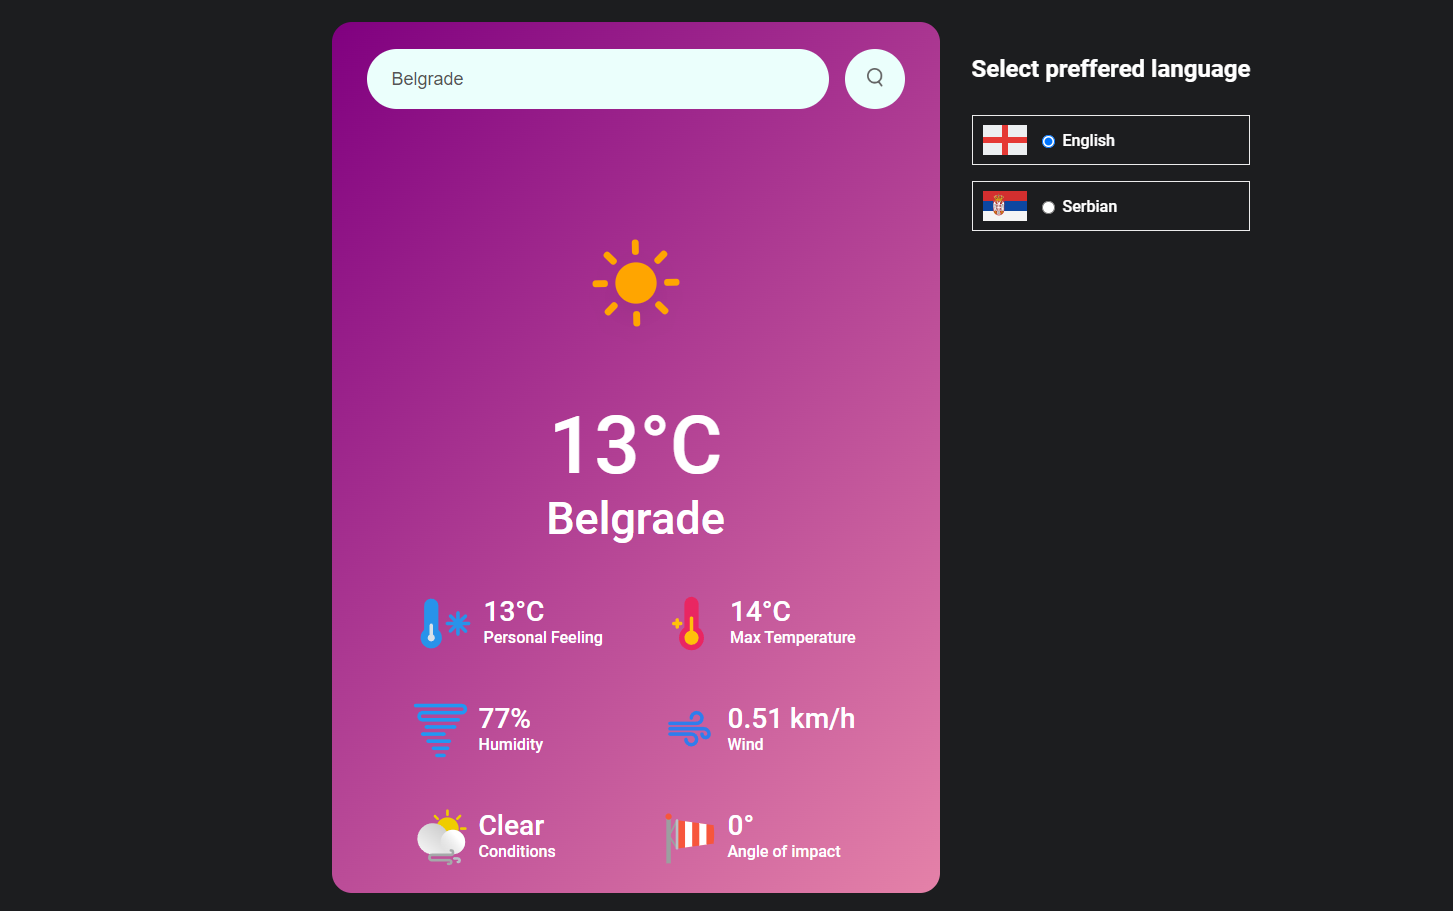 Belgrade
Select preffered language
English
Serbian
13°C
Belgrade
13°C
Personal Feeling
14°C
Max Temperature
77%
Humidity
0.51 km/h
Wind
Clear
Conditions
0°
Angle of impact